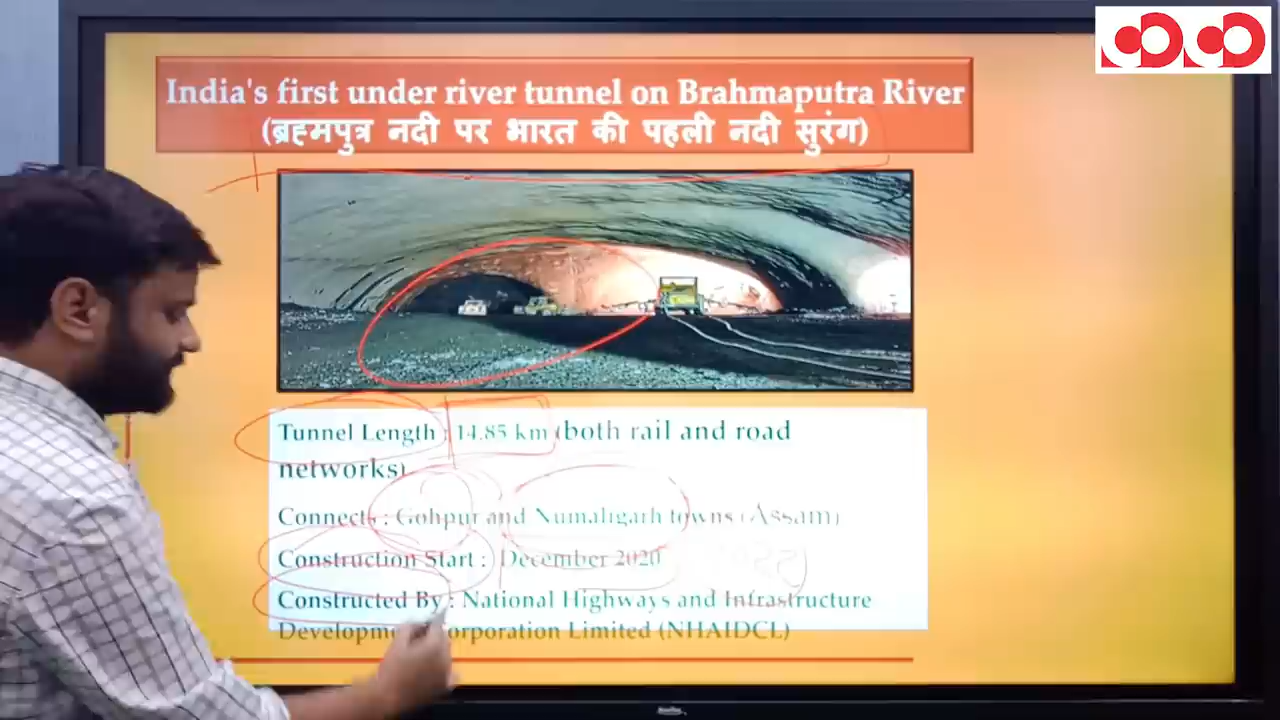 India's first under river tunnel on Brahmaputra River
(ब्रह्मपुत्र नदी पर भारत की पहली नदी सुरंग)
Tunnel Length : 14.85 km (both rail and road
networks)
Connects : Gohpur and Numaligarh towns (Assam)
Construction Start : December 2020
Constructed By : National Highways and Infrastructure
Corporation Limited (NHAIDCL)